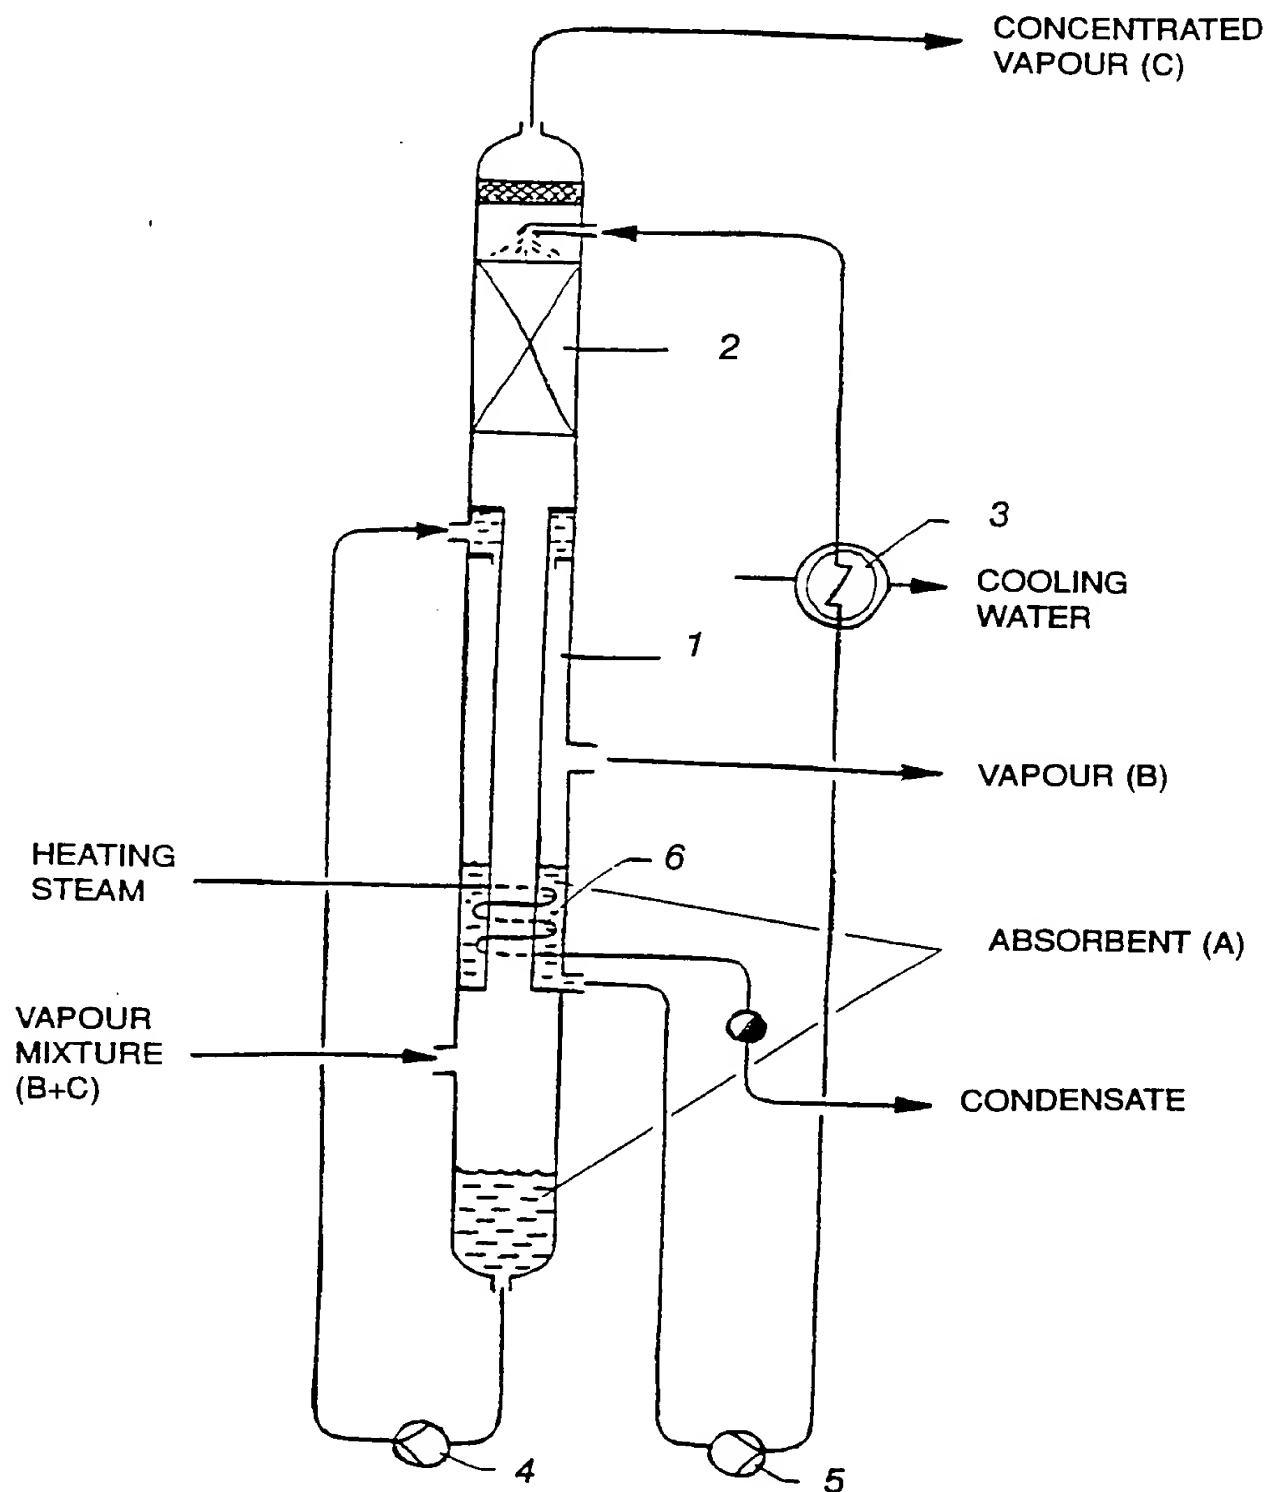 CONCENTRATED
VAPOUR (C)
2
3
COOLING
WATER
1
VAPOUR (B)
HEATING
STEAM
6
ABSORBENT (A)
VAPOUR
MIXTURE
(B+C)
CONDENSATE
4
5